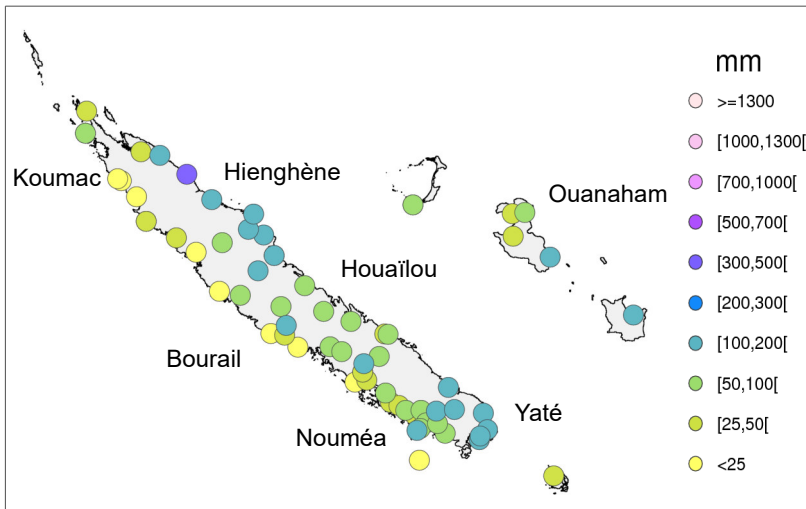 mm
>=1300
[1000,1300[
[700,1000[
[500,700[
[300,500[
[200,300[
[100,200[
[50,100[
[25,50[
<25
Koumac
Hienghène
Ouanaham
Houaïlou
Bourail
Yaté
Nouméa